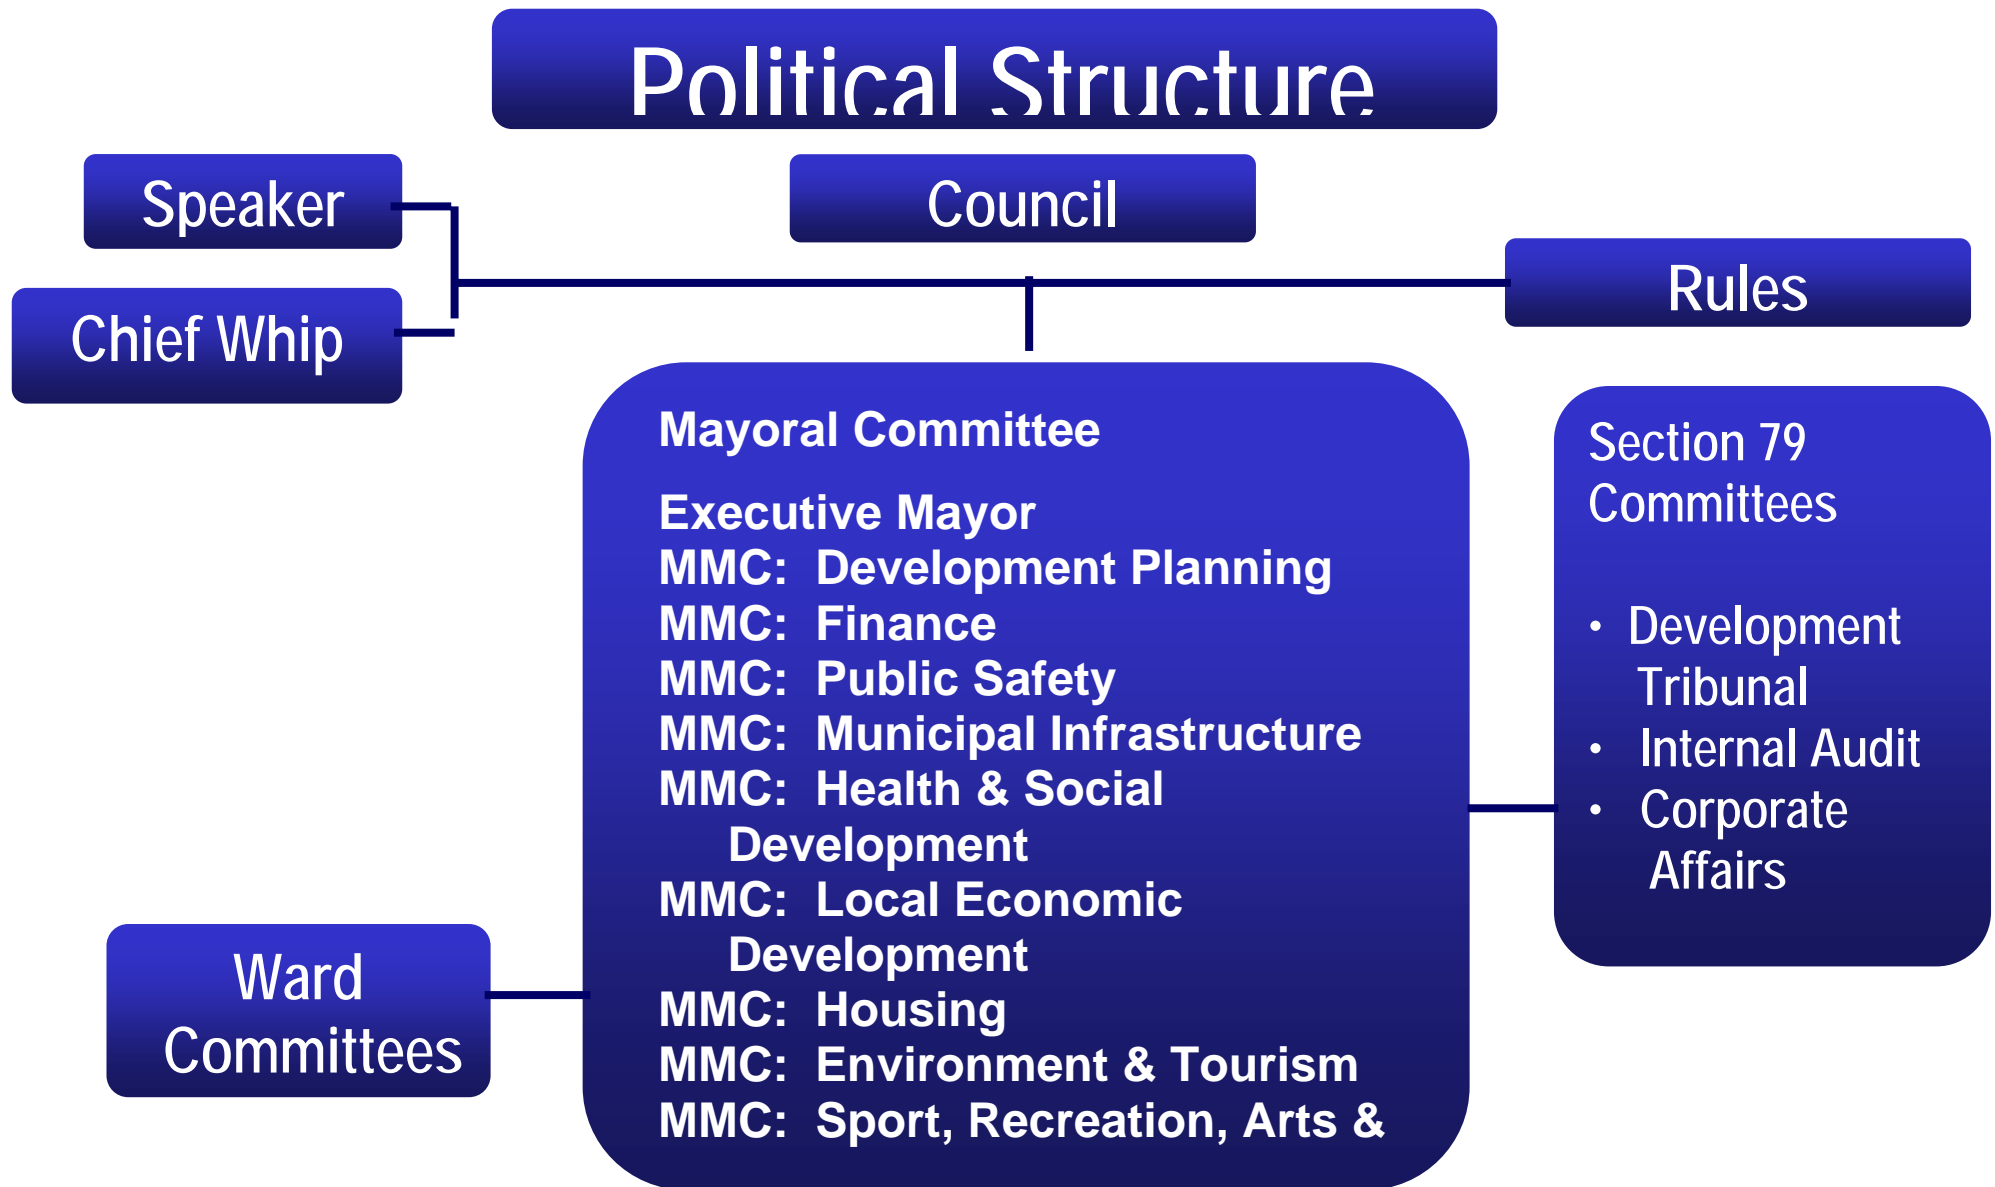 Political Structure
Speaker
Council
Chief Whip
Rules
Mayoral Committee
Executive Mayor
MMC: Development Planning
MMC: Finance
MMC: Public Safety
MMC: Municipal Infrastructure
MMC: Health & Social
Development
MMC: Local Economic
Development
MMC: Housing
MMC: Environment & Tourism
MMC: Sport, Recreation, Arts &
Section 79
Committees
• Development
Tribunal
• Internal Audit
• Corporate
Affairs
Ward
Committees